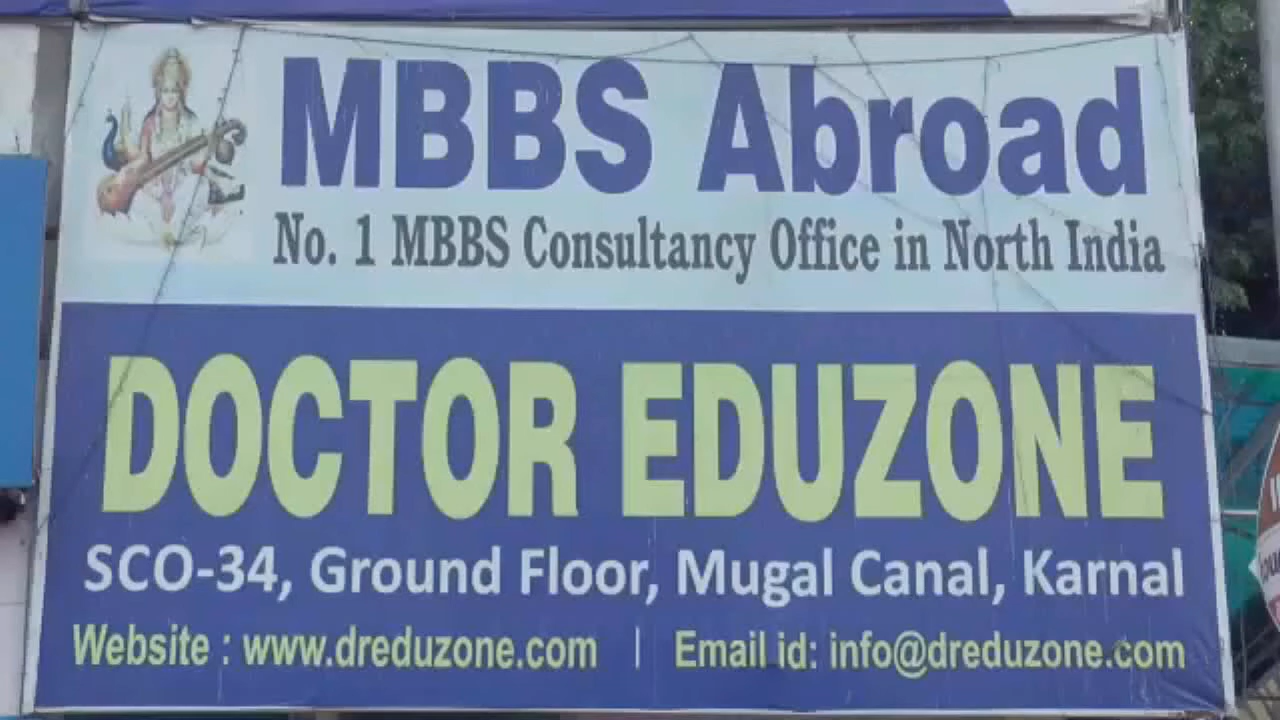 MBBS Abroad
No. 1 MBBS Consultancy Office in North India
DOCTOR EDUZONE
SCO-34, Ground Floor, Mugal Canal, Karnal
Website : www.dreduzone.com | Email id: info@dreduzone.com